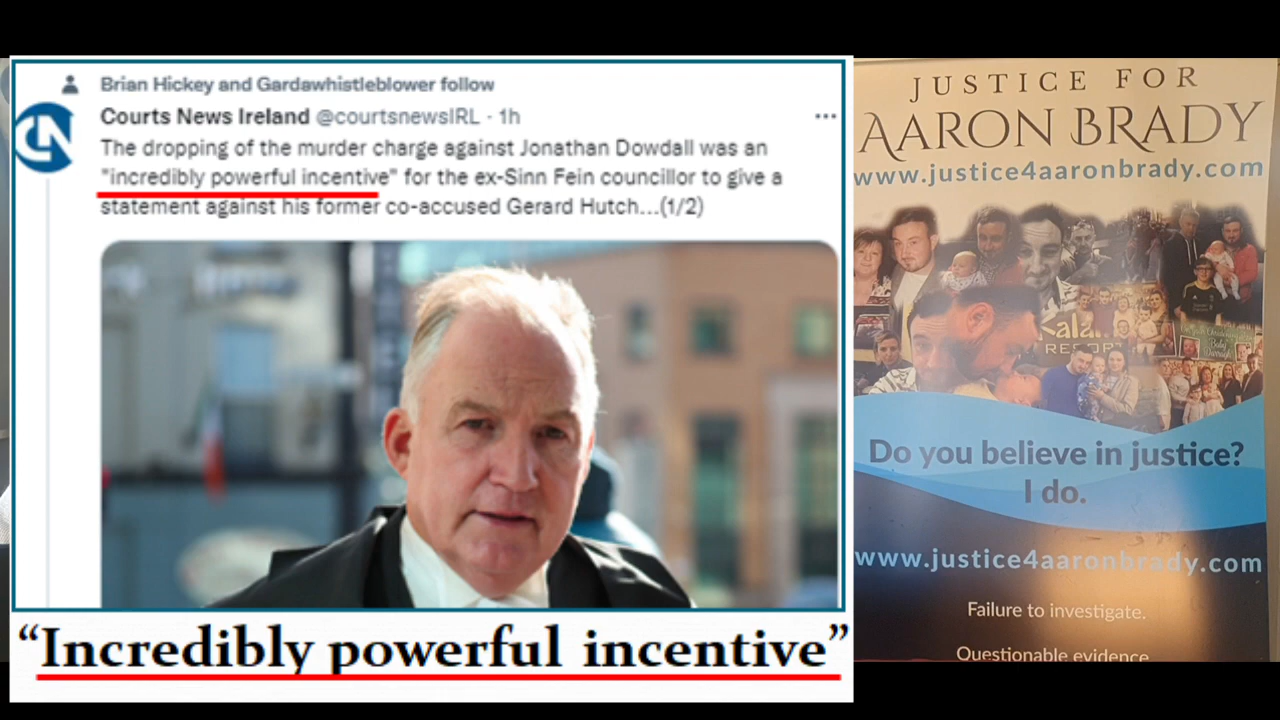 Brian Hickey and Gardawhistleblower follow
Courts News Ireland @courtsnewsIRL · 1h
The dropping of the murder charge against Jonathan Dowdall was an
"incredibly powerful incentive" for the ex-Sinn Fein councillor to give a
statement against his former co-accused Gerard Hutch...(1/2)
“Incredibly powerful incentive”
JUSTICE FOR
AARON BRADY
www.justice4aaronbrady.com
RESORT
Do you believe in justice?
I do.
www.justice4aaronbrady.com
Failure to investigate.
Questionable evidence